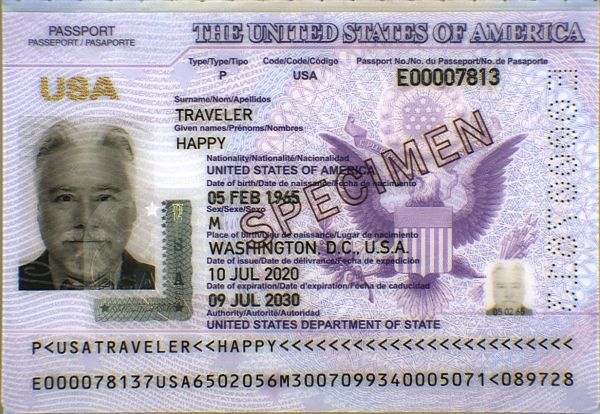 PASSPORT
PASSEPORT / PASAPORTE
THE UNITED STATES OF AMERICA
Type/Type/Tipo Code/Code/Código Passport No./No. du Passeport/No. de Pasaporte
P USA E00007813
USA
Surname/Nom/Apellidos
TRAVELER
Given names/Prénoms/Nombres
HAPPY
Nationality/Nationalité/Nacionalidad
UNITED STATES OF AMERICA
Date of birth/Date de naissance/Fecha de nacimiento
05 FEB 1965
Sex/Sexe/Sexo
M
Place of birth/Lieu de naissance/Lugar de nacimiento
WASHINGTON, D.C., U.S.A.
Date of issue/Date de délivrance/Fecha de expedición
10 JUL 2020
Date of expiration/Date d'expiration/Fecha de caducidad
09 JUL 2030
Authority/Autorité/Autoridad
UNITED STATES DEPARTMENT OF STATE
SPECIMEN
05 02 65
P<USATRAVELER<<HAPPY<<<<<<<<<<<<<<<<<<<<<<<<
E000078137USA6502056M3007099340005071<089728